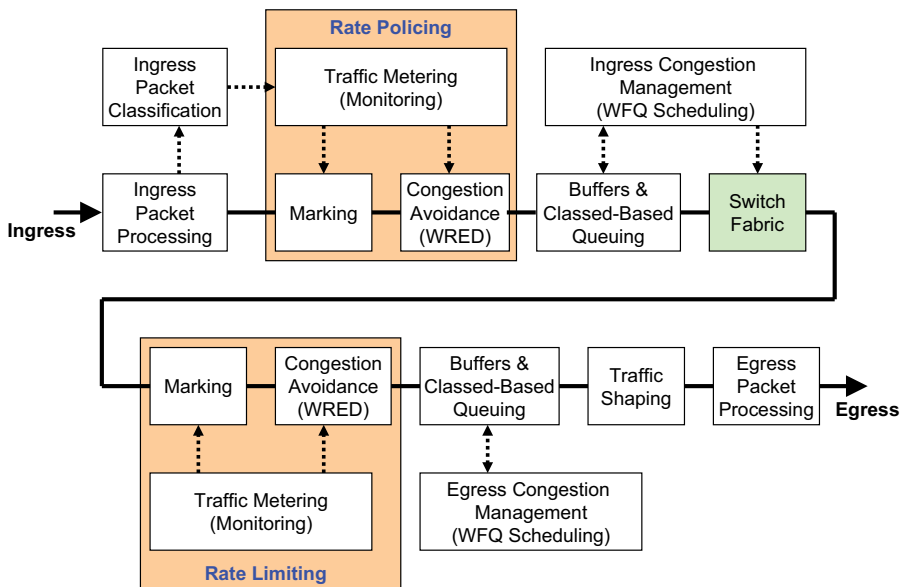 Rate Policing
Ingress
Packet
Classification
Traffic Metering
(Monitoring)
Ingress Congestion
Management
(WFQ Scheduling)
Ingress
Ingress
Packet
Processing
Marking
Congestion
Avoidance
(WRED)
Buffers &
Classed-Based
Queuing
Switch
Fabric
Marking
Congestion
Avoidance
(WRED)
Buffers &
Classed-Based
Queuing
Traffic
Shaping
Egress
Packet
Processing
Egress
Traffic Metering
(Monitoring)
Egress Congestion
Management
(WFQ Scheduling)
Rate Limiting